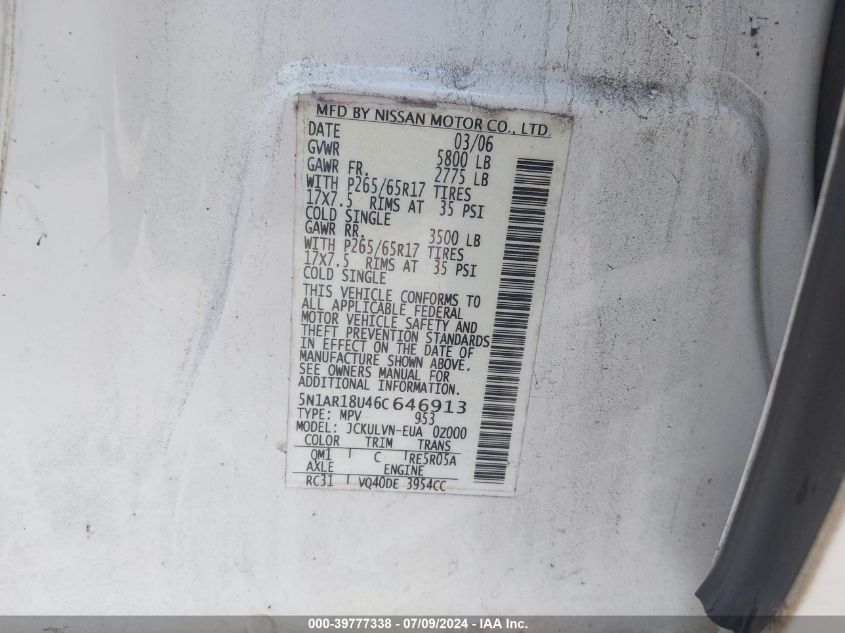 MFD BY NISSAN MOTOR CO., LTD.
DATE 03/06
GVWR 5800 LB
GAWR FR. 2775 LB
WITH P265/65R17 TIRES
17X7.5 RIMS AT 35 PSI
COLD SINGLE
GAWR RR. 3500 LB
WITH P265/65R17 TIRES
17X7.5 RIMS AT 35 PSI
COLD SINGLE
THIS VEHICLE CONFORMS TO
ALL APPLICABLE FEDERAL
MOTOR VEHICLE SAFETY AND
THEFT PREVENTION STANDARDS
IN EFFECT ON THE DATE OF
MANUFACTURE SHOWN ABOVE.
SEE OWNERS MANUAL FOR
ADDITIONAL INFORMATION.
5N1AR18U46C646913
TYPE: MPV 953
MODEL: JCKULVN-EUA 0Z000
COLOR TRIM TRANS
QM1 C RE5R05A
AXLE ENGINE
RC31 VQ40DE 3954CC
000-39777338 - 07/09/2024 - IAA Inc.